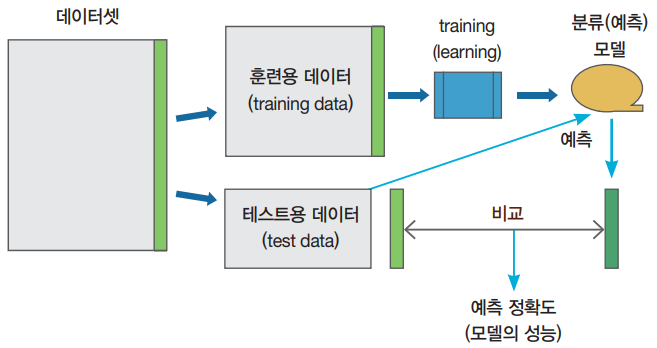 데이터셋
훈련용 데이터
(training data)
training
(learning)
분류(예측)
모델
예측
테스트용 데이터
(test data)
비교
예측 정확도
(모델의 성능)